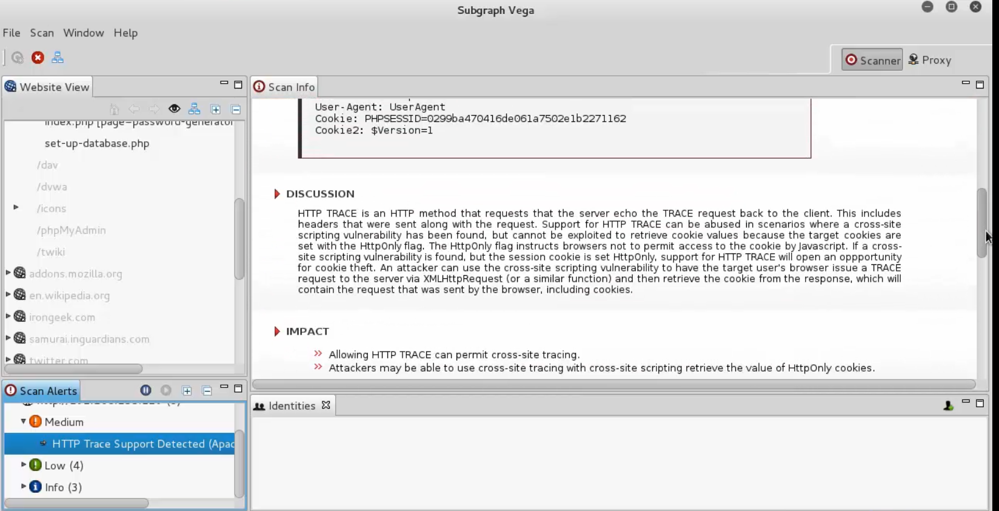 Subgraph Vega
File Scan Window Help
Scanner Proxy
Website View
index.php [page=password-generator
set-up-database.php
/dav
/dvwa
/icons
/phpMyAdmin
/twiki
addons.mozilla.org
en.wikipedia.org
irongeek.com
samurai.inguardians.com
twitter.com
Scan Alerts
Medium
HTTP Trace Support Detected (Apac
Low (4)
Info (3)
Scan Info
User-Agent: UserAgent
Cookie: PHPSESSID=0299ba470416de061a7502e1b2271162
Cookie2: $Version=1
DISCUSSION
HTTP TRACE is an HTTP method that requests that the server echo the TRACE request back to the client. This includes
headers that were sent along with the request. Support for HTTP TRACE can be abused in scenarios where a cross-site
scripting vulnerability has been found, but cannot be exploited to retrieve cookie values because the target cookies are
set with the HttpOnly flag. The HttpOnly flag instructs browsers not to permit access to the cookie by Javascript. If a cross-
site scripting vulnerability is found, but the session cookie is set HttpOnly, support for HTTP TRACE will open an oppportunity
for cookie theft. An attacker can use the cross-site scripting vulnerability to have the target user's browser issue a TRACE
request to the server via XMLHttpRequest (or a similar function) and then retrieve the cookie from the response, which will
contain the request that was sent by the browser, including cookies.
IMPACT
Allowing HTTP TRACE can permit cross-site tracing.
Attackers may be able to use cross-site tracing with cross-site scripting retrieve the value of HttpOnly cookies.
Identities